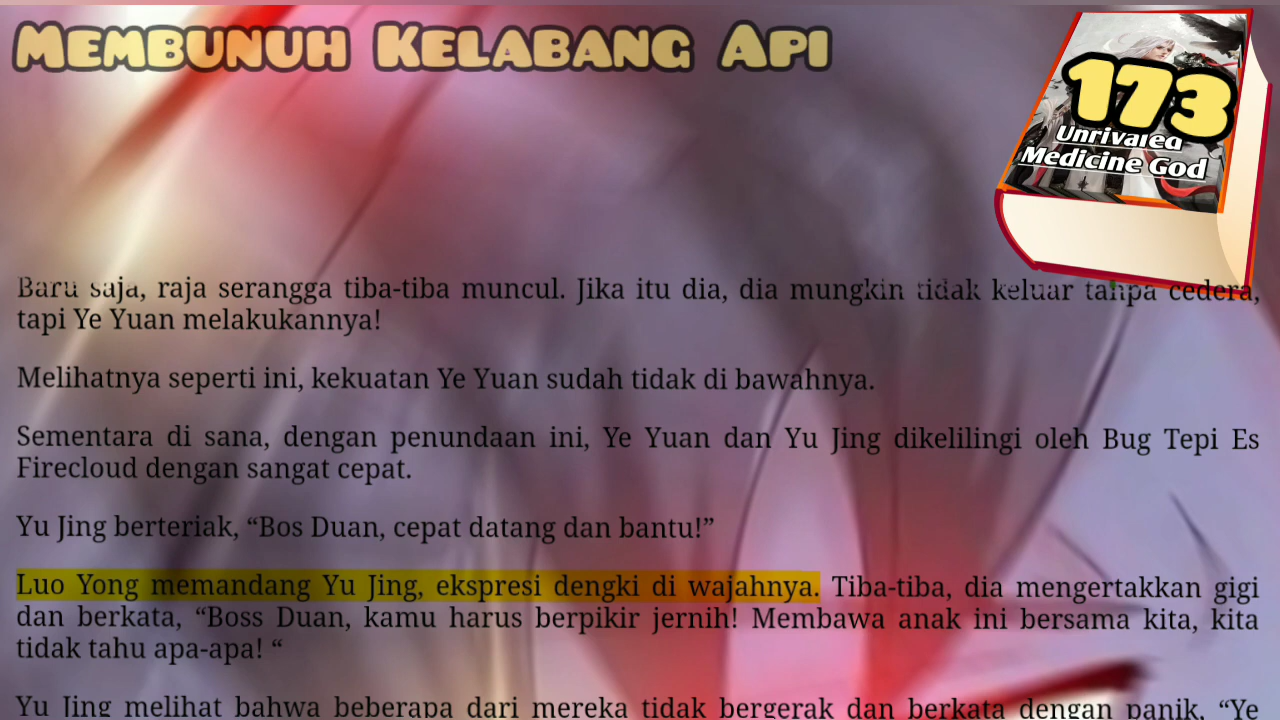 Membunuh Kelabang Api
173
Unrivaled
Medicine God
Baru saja, raja serangga tiba-tiba muncul. Jika itu dia, dia mungkin tidak keluar tanpa cedera,
tapi Ye Yuan melakukannya!
Melihatnya seperti ini, kekuatan Ye Yuan sudah tidak di bawahnya.
Sementara di sana, dengan penundaan ini, Ye Yuan dan Yu Jing dikelilingi oleh Bug Tepi Es
Firecloud dengan sangat cepat.
Yu Jing berteriak, “Bos Duan, cepat datang dan bantu!”
Luo Yong memandang Yu Jing, ekspresi dengki di wajahnya. Tiba-tiba, dia mengertakkan gigi
dan berkata, “Boss Duan, kamu harus berpikir jernih! Membawa anak ini bersama kita, kita
tidak tahu apa-apa! “
Yu Jing melihat bahwa beberapa dari mereka tidak bergerak dan berkata dengan panik, “Ye